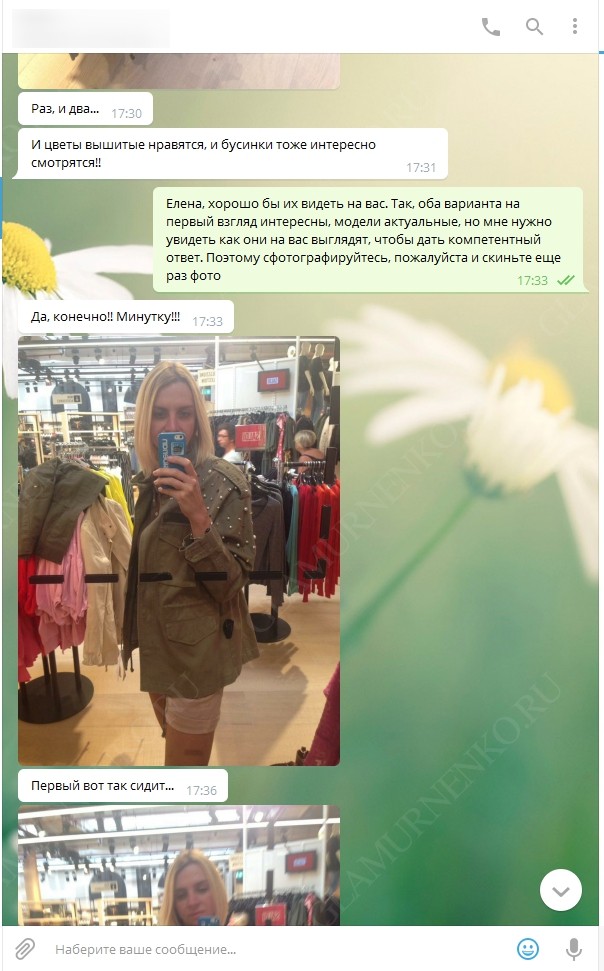 Раз, и два... 17:30
И цветы вышитые нравятся, и бусинки тоже интересно
смотрятся!! 17:31
Елена, хорошо бы их видеть на вас. Так, оба варианта на
первый взгляд интересны, модели актуальные, но мне нужно
увидеть как они на вас выглядят, чтобы дать компетентный
ответ. Поэтому сфотографируйтесь, пожалуйста и скиньте еще
раз фото 17:33
Да, конечно!! Минутку!!! 17:33
Первый вот так сидит... 17:36
LAMURNENKO.RU
Наберите ваше сообщение...